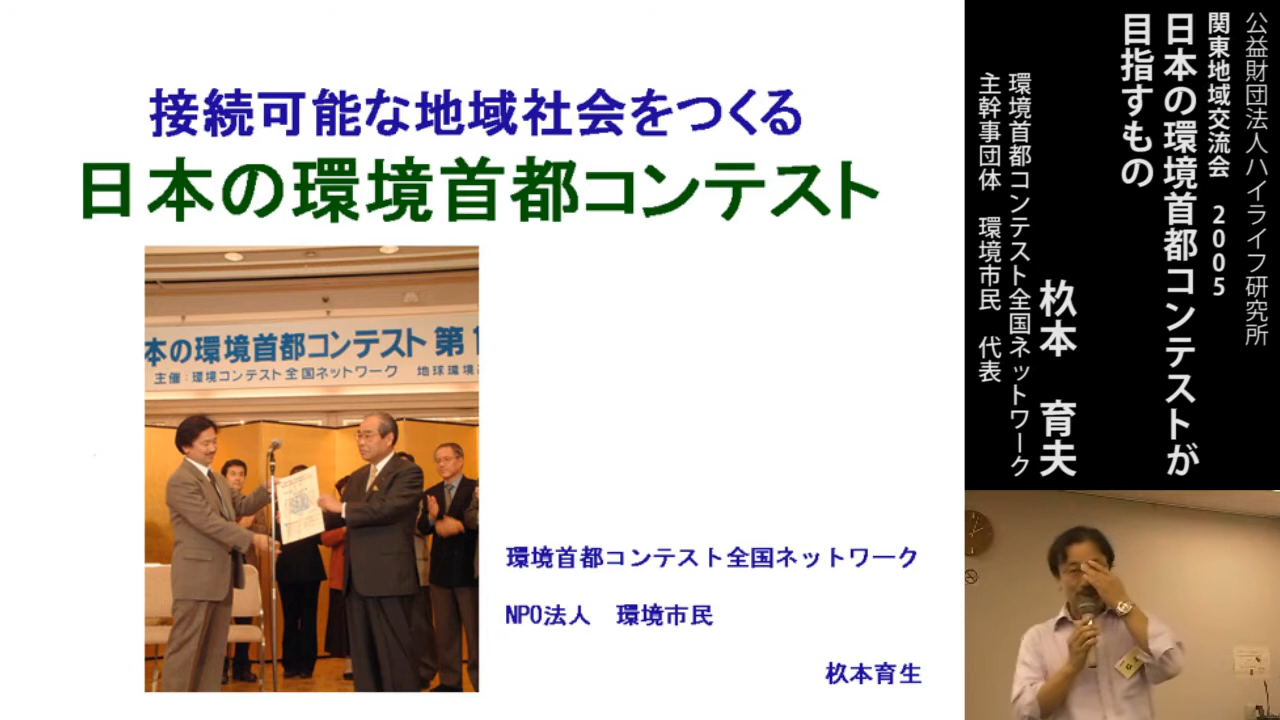 接続可能な地域社会をつくる
日本の環境首都コンテスト
本の環境首都コンテスト 第1
主催:環境コンテスト全国ネットワーク 地球環境
環境首都コンテスト全国ネットワーク
NPO法人 環境市民
杦本育生
公益財団法人ハイライフ研究所
関東地域交流会 2005
日本の環境首都コンテストが
目指すもの
杦本 育夫
環境首都コンテスト全国ネットワーク
主幹事団体 環境市民 代表